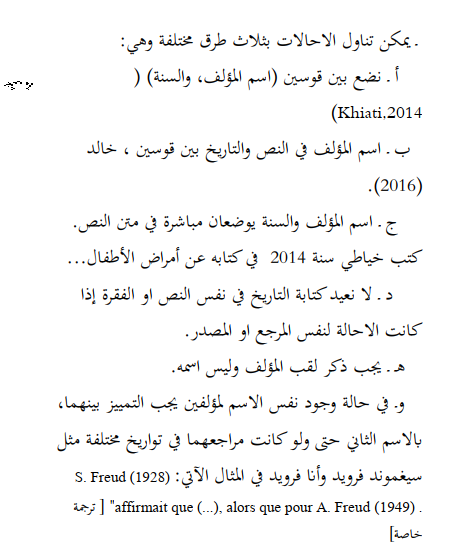 . يمكن تناول الاحالات بثلاث طرق مختلفة وهي:
أ . نضع بين قوسين (اسم المؤلف، والسنة) (
Khiati,2014)
ب . اسم المؤلف في النص والتاريخ بين قوسين ، خالد
(2016).
ج . اسم المؤلف والسنة يوضعان مباشرة في متن النص.
كتب خياطي سنة 2014 في كتابه عن أمراض الأطفال...
د . لا نعيد كتابة التاريخ في نفس النص او الفقرة إذا
كانت الاحالة لنفس المرجع او المصدر.
هـ . يجب ذكر لقب المؤلف وليس اسمه.
و. في حالة وجود نفس الاسم لمؤلفين يجب التمييز بينهما،
بالاسم الثاني حتى ولو كانت مراجعهما في تواريخ مختلفة مثل
سيغموند فرويد وأنا فرويد في المثال الآتي: S. Freud (1928)
affirmait que (...), alors que pour A. Freud (1949) ." [ ترجمة
خاصة]